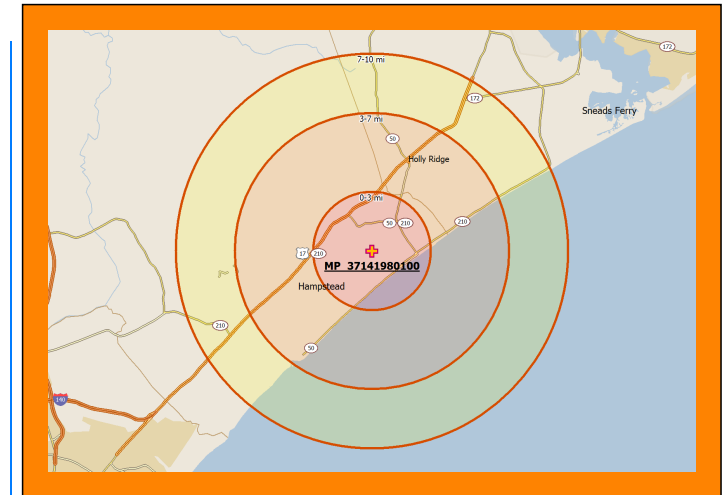 172
7-10 mi
172
Sneads Ferry
3-7 mi
50
Holly Ridge
0-3 mi
50 210
210
17 210
MP_37141980100
Hampstead
210
50
140